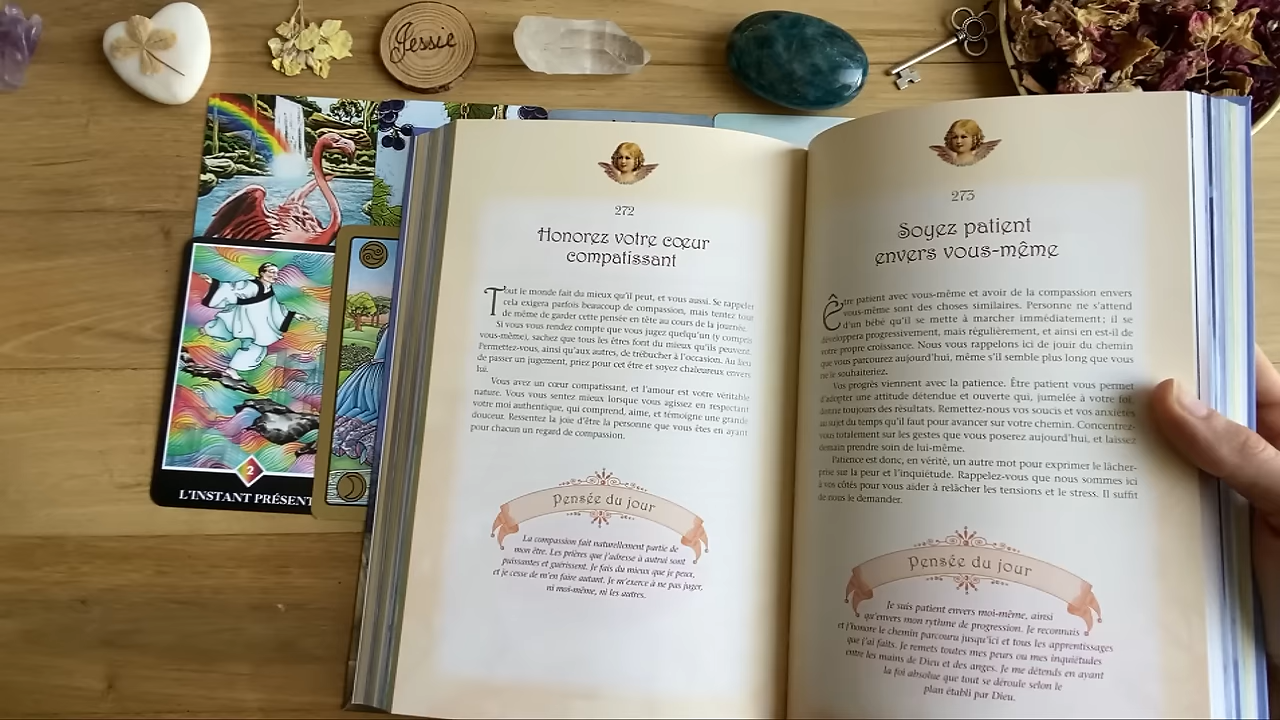 Jessie
2
L'INSTANT PRÉSENT
272
Honorez votre cœur
compatissant
Tout le monde fait du mieux qu'il peut, et vous aussi. Se rappeler
cela exigera parfois beaucoup de compassion, mais tentez tout
de même de garder cette pensée en tête au cours de la journée.
Si vous vous rendez compte que vous jugez quelqu'un (y compris
vous-même), sachez que tous les êtres font du mieux qu'ils peuvent.
Permettez-vous, ainsi qu'aux autres, de trébucher à l'occasion. Au lieu
de passer un jugement, priez pour cet être et soyez chaleureux envers
lui.
Vous avez un cœur compatissant, et l'amour est votre véritable
nature. Vous vous sentez mieux lorsque vous agissez en respectant
votre moi authentique, qui comprend, aime, et témoigne une grande
douceur. Ressentez la joie d'être la personne que vous êtes en ayant
pour chacun un regard de compassion.
Pensée du jour
La compassion fait naturellement partie de
mon être. Les prières que j'adresse à autrui sont
puissantes et guérissent. Je fais du mieux que je peux,
et je cesse de m'en faire autant. Je m'exerce à ne pas juger,
ni moi-même, ni les autres.
273
Soyez patient
envers vous-même
Être patient avec vous-même et avoir de la compassion envers
vous-même sont des choses similaires. Personne ne s'attend
d'un bébé qu'il se mette à marcher immédiatement ; il se
développera progressivement, mais régulièrement, et ainsi en est-il de
votre propre croissance. Nous vous rappelons ici de jouir du chemin
que vous parcourez aujourd'hui, même s'il semble plus long que vous
ne le souhaiteriez.
Vos progrès viennent avec la patience. Être patient vous permet
d'adopter une attitude détendue et ouverte qui, jumelée à votre foi,
donne toujours des résultats. Remettez-nous vos soucis et vos anxiétés
au sujet du temps qu'il faut pour avancer sur votre chemin. Concentrez-
vous totalement sur les gestes que vous poserez aujourd'hui, et laissez
demain prendre soin de lui-même.
Patience est donc, en vérité, un autre mot pour exprimer le lâcher-
prise sur la peur et l'inquiétude. Rappelez-vous que nous sommes ici
à vos côtés pour vous aider à relâcher les tensions et le stress. Il suffit
de nous le demander.
Pensée du jour
Je suis patient envers moi-même, ainsi
qu'envers mon rythme de progression. Je reconnais
et j'honore le chemin parcouru jusqu'ici et tous les apprentissages
que j'ai faits. Je remets toutes mes peurs ou mes inquiétudes
entre les mains de Dieu et des anges. Je me détends en ayant
la foi absolue que tout se déroule selon le
plan établi par Dieu.